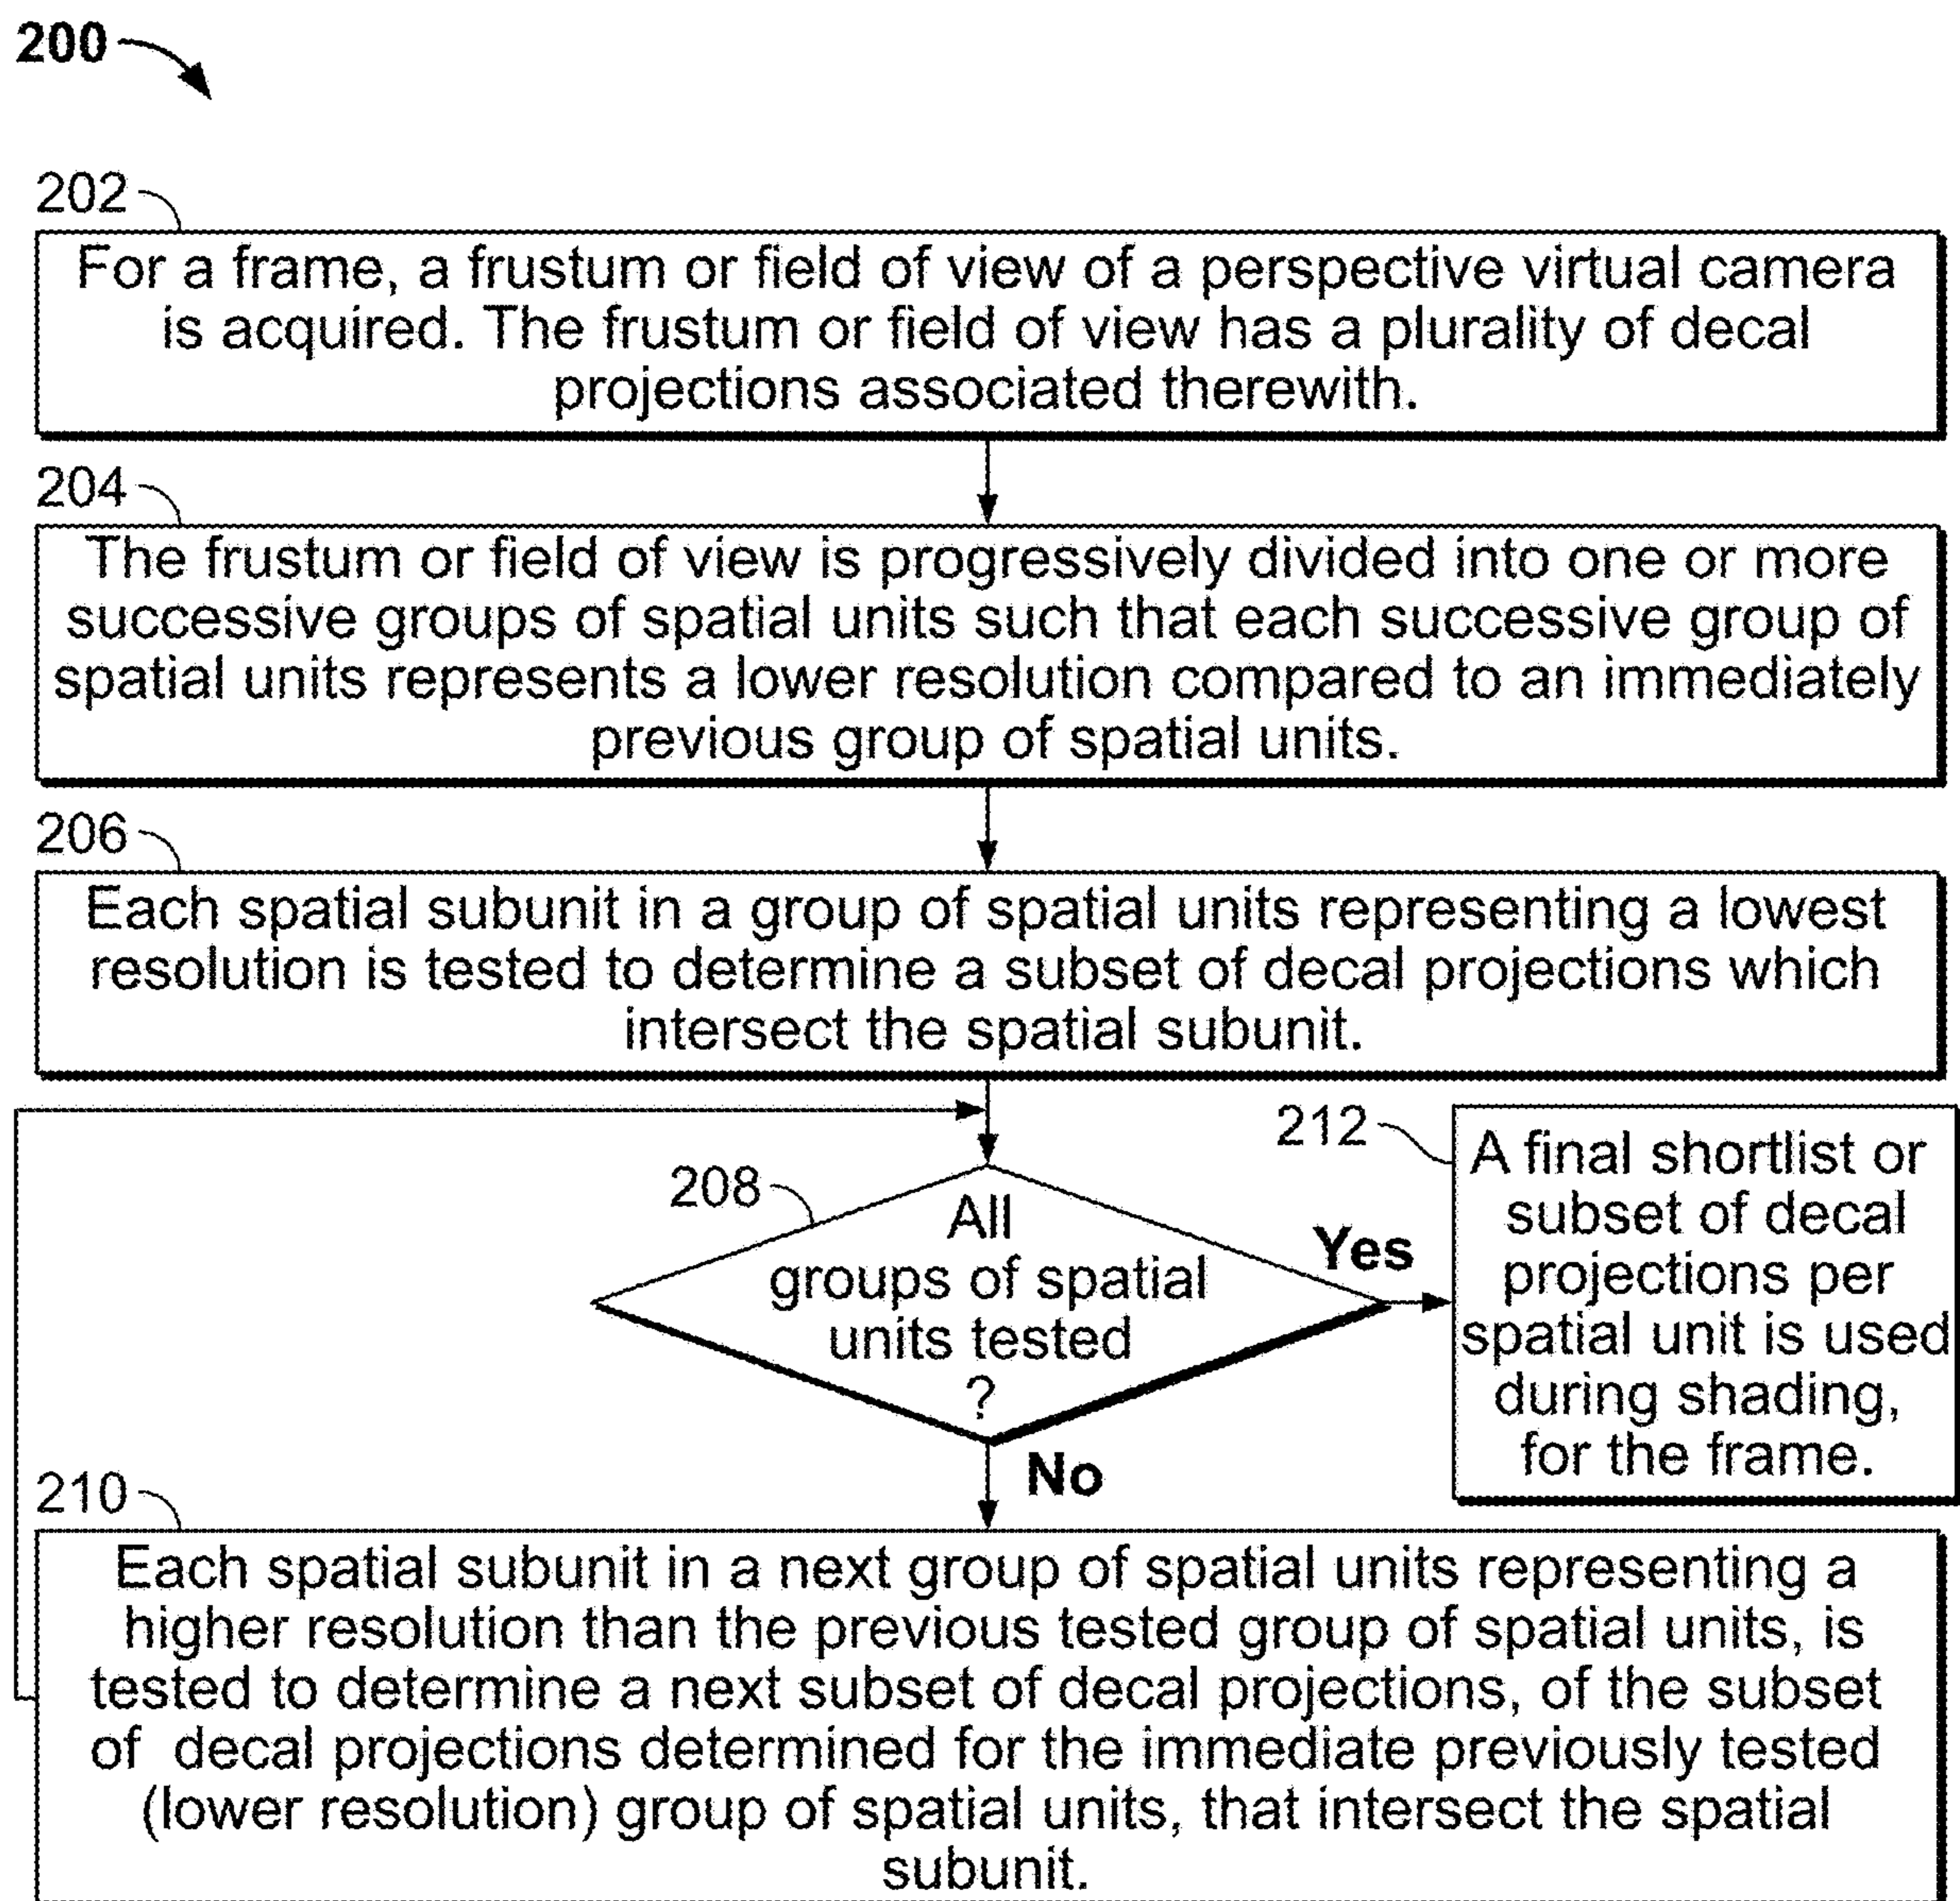 200
202
For a frame, a frustum or field of view of a perspective virtual camera
is acquired. The frustum or field of view has a plurality of decal
projections associated therewith.
204
The frustum or field of view is progressively divided into one or more
successive groups of spatial units such that each successive group of
spatial units represents a lower resolution compared to an immediately
previous group of spatial units.
206
Each spatial subunit in a group of spatial units representing a lowest
resolution is tested to determine a subset of decal projections which
intersect the spatial subunit.
208
All
groups of spatial
units tested
?
Yes
No
212
A final shortlist or
subset of decal
projections per
spatial unit is used
during shading,
for the frame.
210
Each spatial subunit in a next group of spatial units representing a
higher resolution than the previous tested group of spatial units, is
tested to determine a next subset of decal projections, of the subset
of decal projections determined for the immediate previously tested
(lower resolution) group of spatial units, that intersect the spatial
subunit.